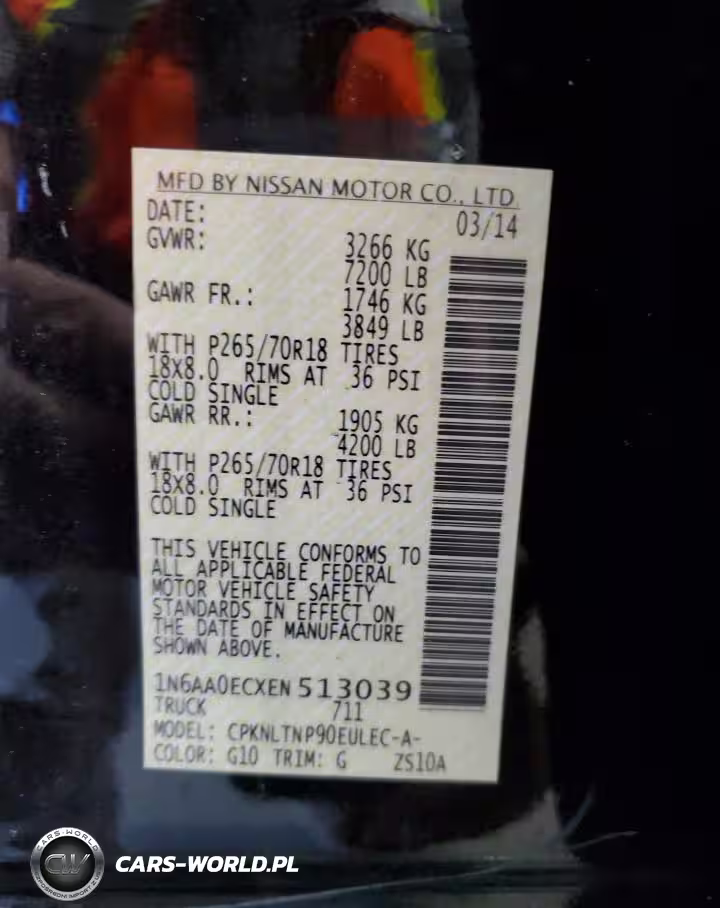 MFD BY NISSAN MOTOR CO., LTD.
DATE: 03/14
GVWR: 3266 KG
7200 LB
GAWR FR.: 1746 KG
3849 LB
WITH P265/70R18 TIRES
18X8.0 RIMS AT 36 PSI
COLD SINGLE
GAWR RR.: 1905 KG
4200 LB
WITH P265/70R18 TIRES
18X8.0 RIMS AT 36 PSI
COLD SINGLE
THIS VEHICLE CONFORMS TO
ALL APPLICABLE FEDERAL
MOTOR VEHICLE SAFETY
STANDARDS IN EFFECT ON
THE DATE OF MANUFACTURE
SHOWN ABOVE.
1N6AA0ECXEN 513039
TRUCK 711
MODEL: CPKNLTNP90EULEC-A-
COLOR: G10 TRIM: G ZS10A
CARS-WORLD
CW
CARS-WORLD.PL